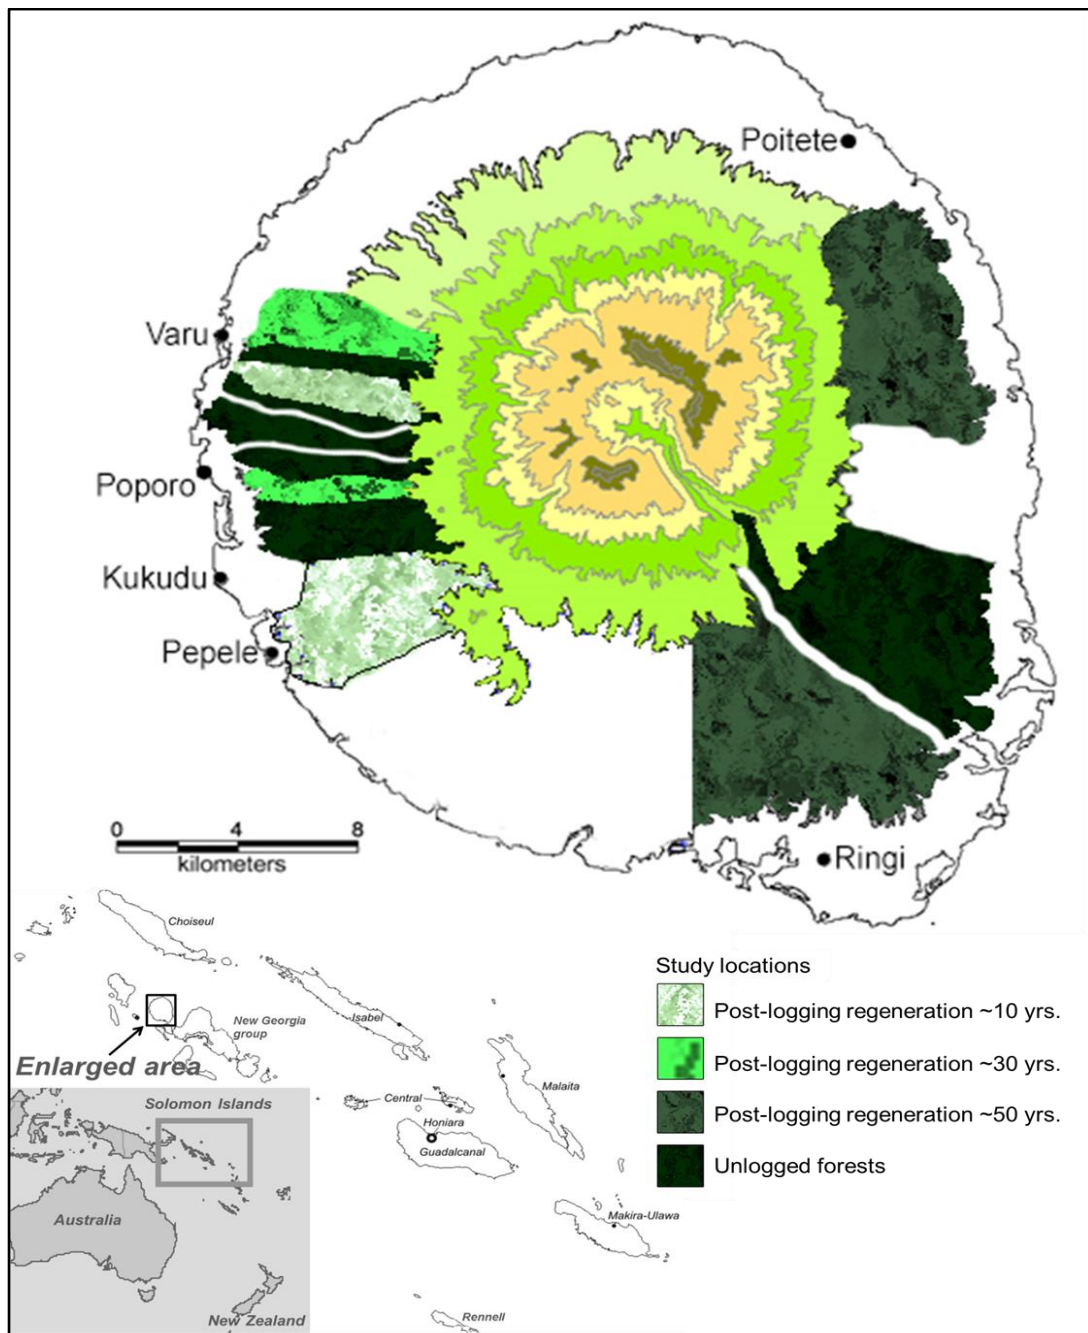 Poitete
Varu
Poporo
Kukudu
Pepele
0 4 8
kilometers
Ringi
Choiseul
Isabel
New Georgia
group
Enlarged area
Malaita
Central
Honiara
Guadalcanal
Makira-Ulawa
Rennell
Solomon Islands
Australia
New Zealand
Study locations
Post-logging regeneration ~10 yrs.
Post-logging regeneration ~30 yrs.
Post-logging regeneration ~50 yrs.
Unlogged forests